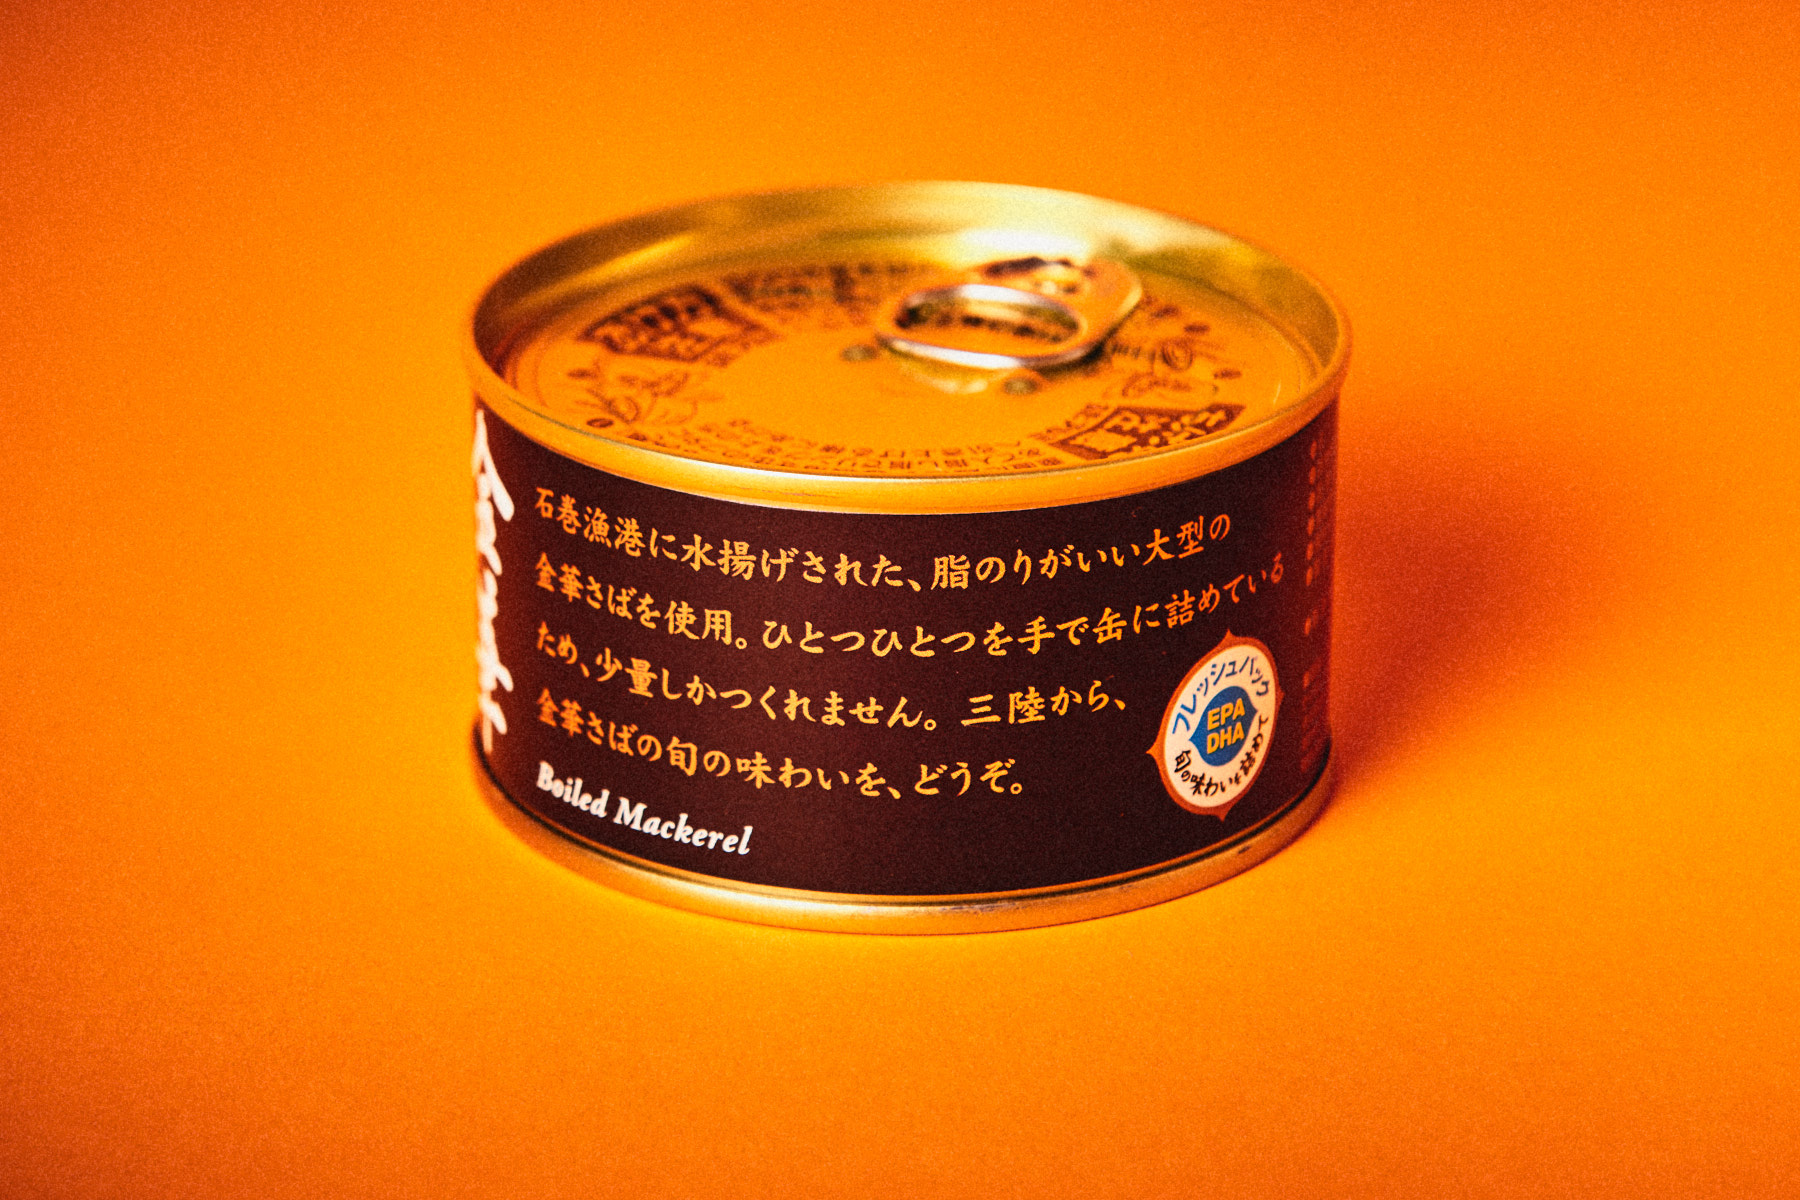 金華
石巻漁港に水揚げされた、脂のりがいい大型の
金華さばを使用。ひとつひとつを手で缶に詰めている
ため、少量しかつくれません。三陸から、
金華さばの旬の味わいを、どうぞ。
Boiled Mackerel
フレッシュパック
EPA
DHA
旬の味わいを詰めて